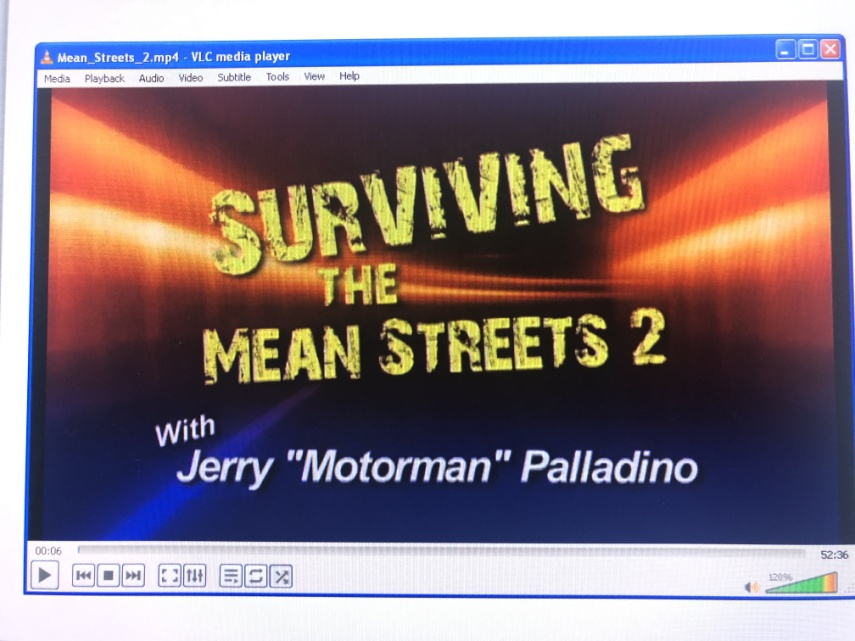 Mean_Streets_2.mp4 - VLC media player
Media Playback Audio Video Subtitle Tools View Help
SURVIVING
THE
MEAN STREETS 2
With
Jerry "Motorman" Palladino
00:06
52:36
120%